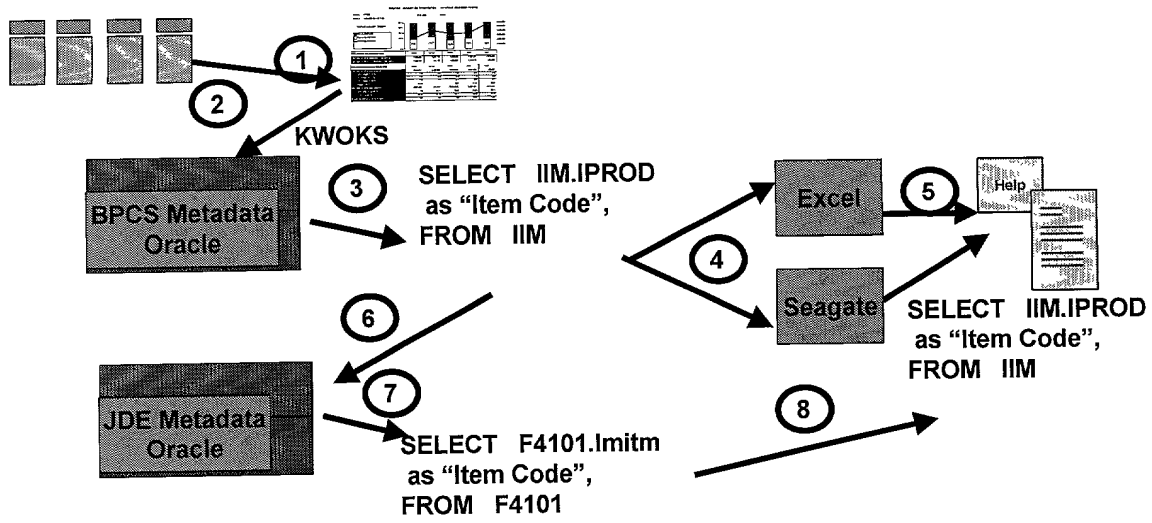 1
2
KWOKS
BPCS Metadata
Oracle
3
SELECT IIM.IPROD
as “Item Code”,
FROM IIM
4
Excel
Seagate
5
Help
SELECT IIM.IPROD
as “Item Code”,
FROM IIM
6
JDE Metadata
Oracle
7
SELECT F4101.Imitm
as “Item Code”,
FROM F4101
8